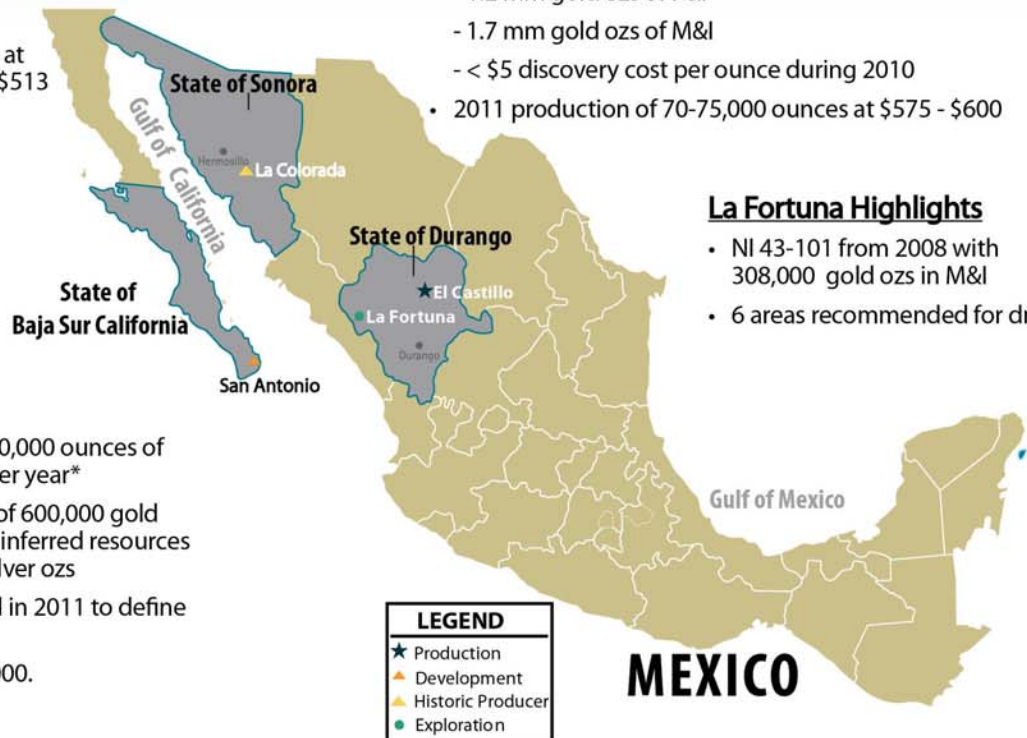 - 1.7 mm gold ozs of M&I
- < $5 discovery cost per ounce during 2010
• 2011 production of 70-75,000 ounces at $575 - $600
at
$513
State of Sonora
Gulf of California
Hermosillo
La Colorada
La Fortuna Highlights
• NI 43-101 from 2008 with
308,000 gold ozs in M&I
• 6 areas recommended for
State of Durango
El Castillo
La Fortuna
Durango
State of
Baja Sur California
San Antonio
0,000 ounces of
er year*
of 600,000 gold
inferred resources
lver ozs
in 2011 to define
000.
Gulf of Mexico
LEGEND
Production
Development
Historic Producer
Exploration
MEXICO